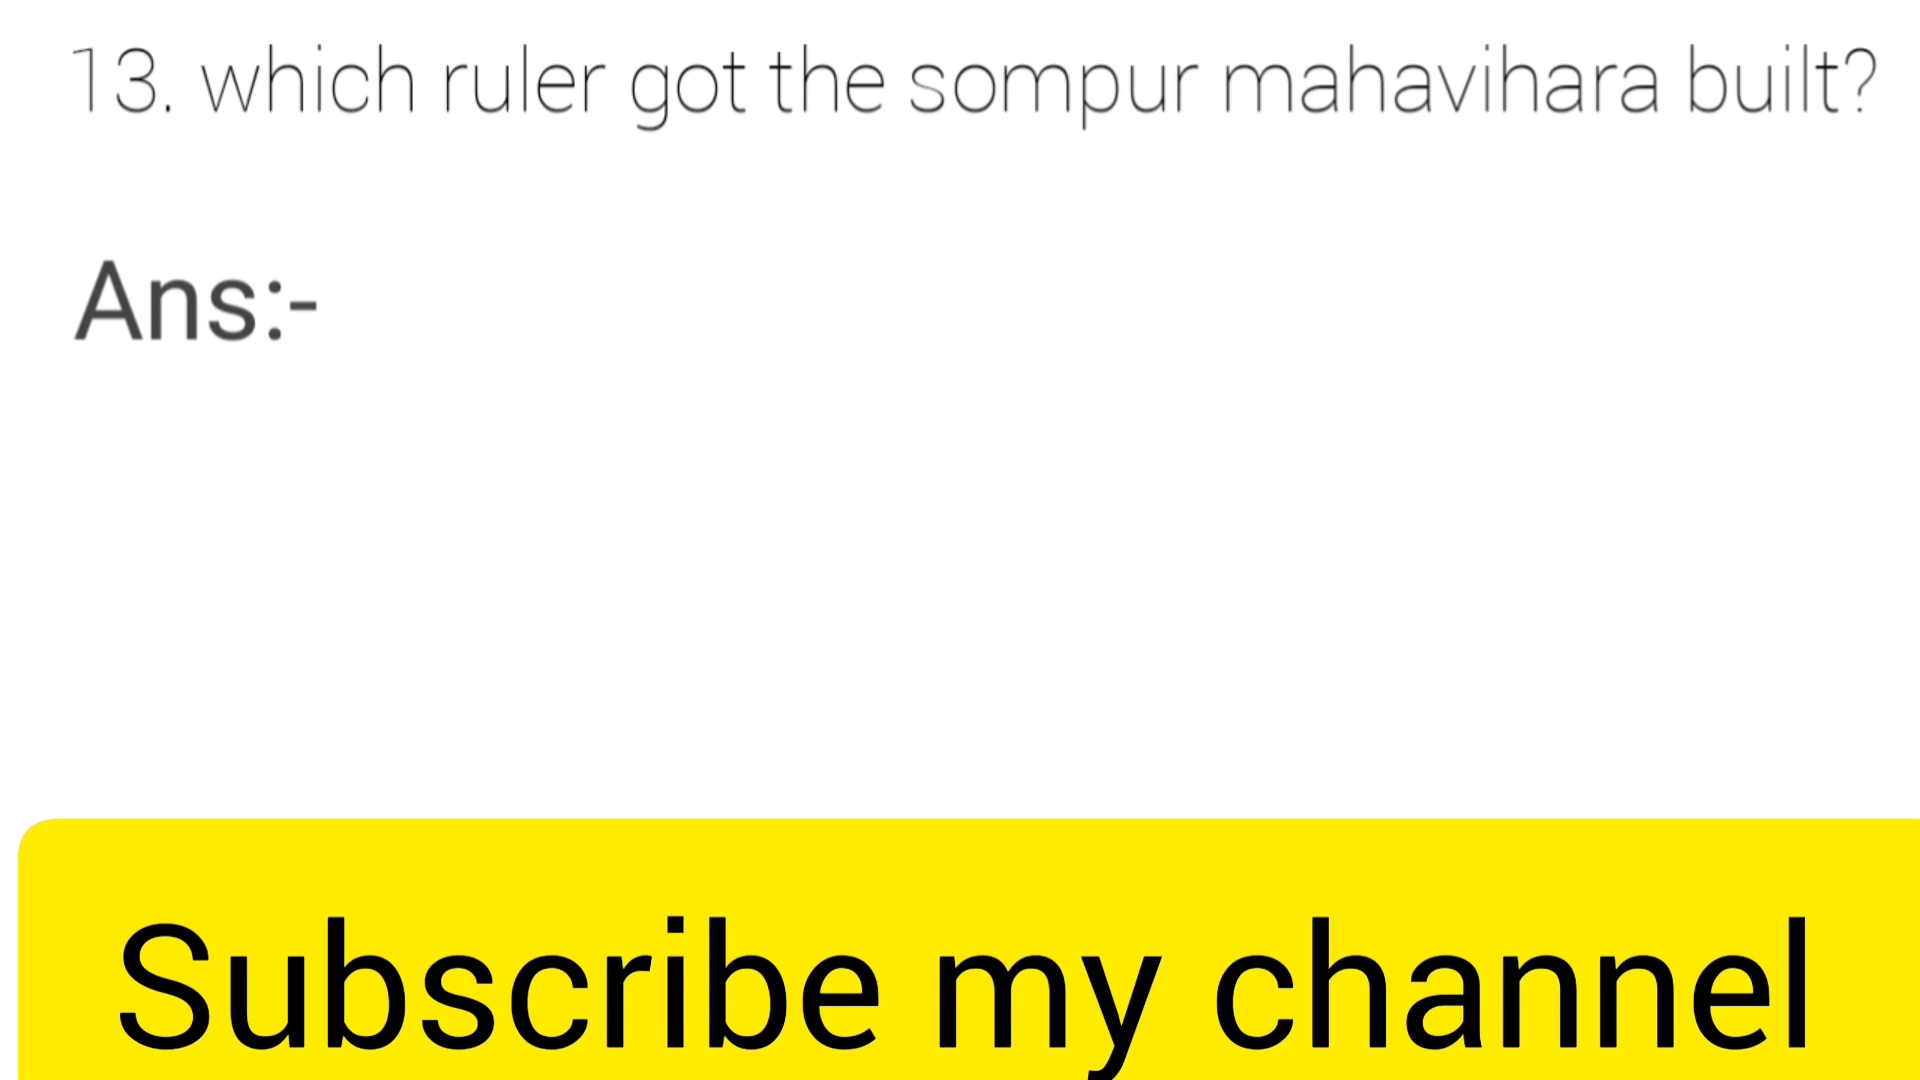 13. which ruler got the sompur mahavihara built?
Ans:-
Subscribe my channel